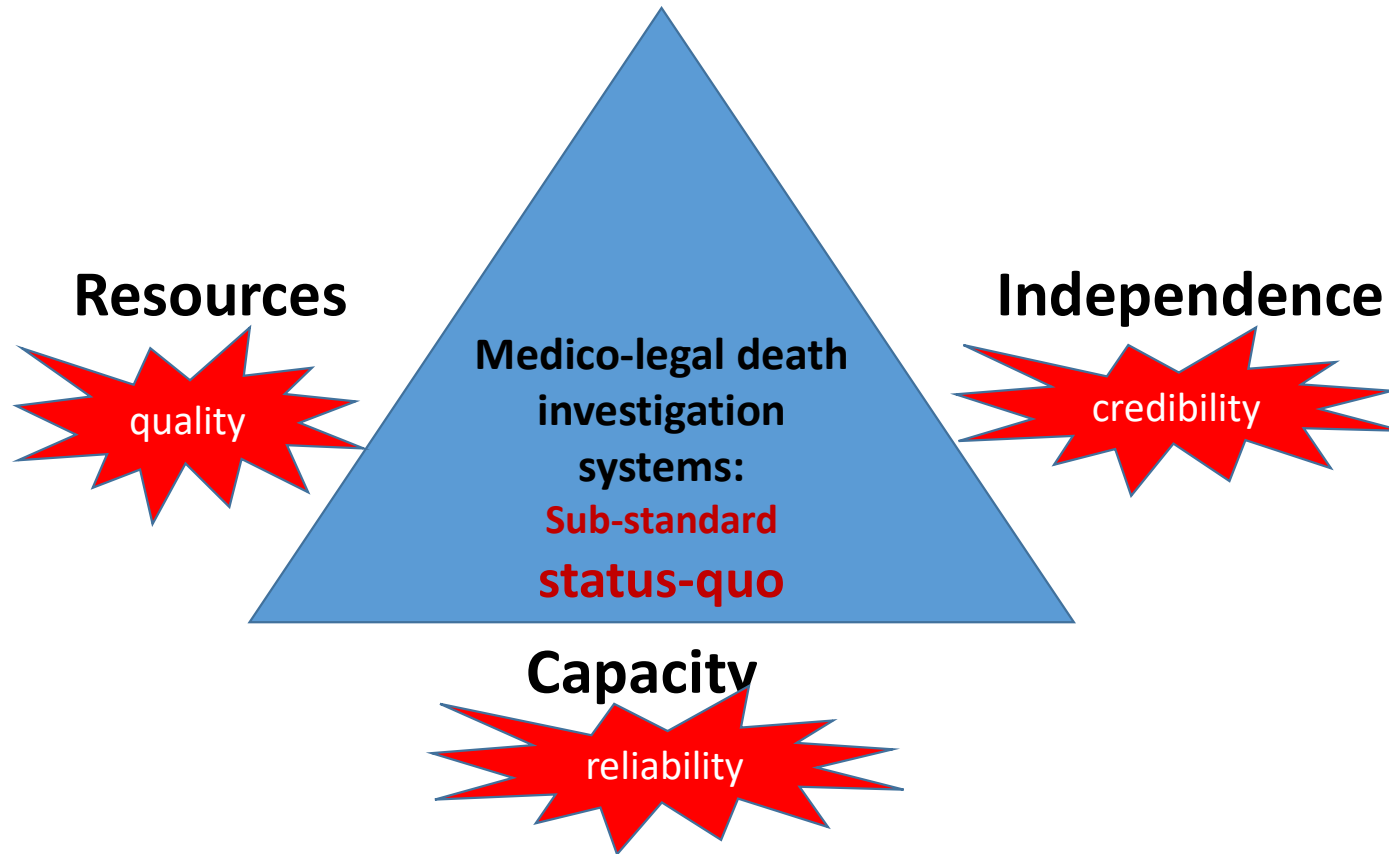 Resources
quality
Independence
credibility
Medico-legal death
investigation
systems:
Sub-standard
status-quo
Capacity
reliability